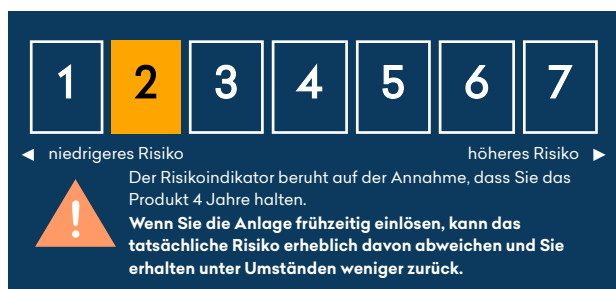 1 2 3 4 5 6 7
◄ niedrigeres Risiko höheres Risiko ►
Der Risikoindikator beruht auf der Annahme, dass Sie das
Produkt 4 Jahre halten.
Wenn Sie die Anlage frühzeitig einlösen, kann das
tatsächliche Risiko erheblich davon abweichen und Sie
erhalten unter Umständen weniger zurück.
!